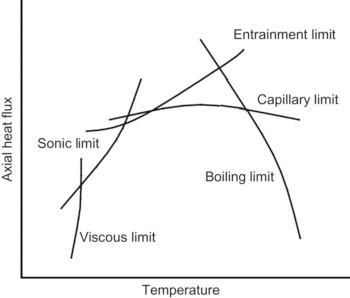 Entrainment limit
Capillary limit
Sonic limit
Boiling limit
Viscous limit
Axial heat flux
Temperature